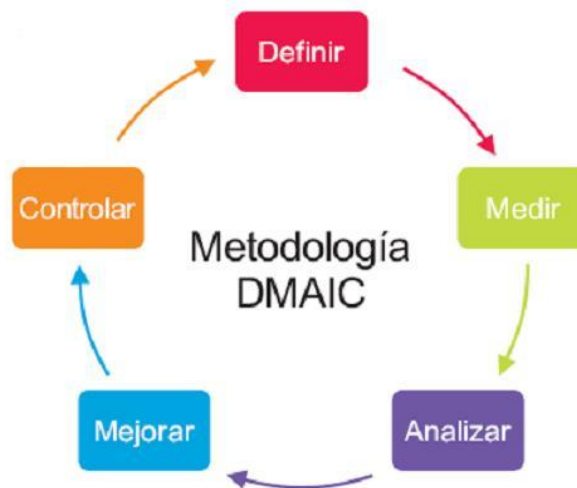 Definir
Controlar
Medir
Metodología
DMAIC
Mejorar
Analizar